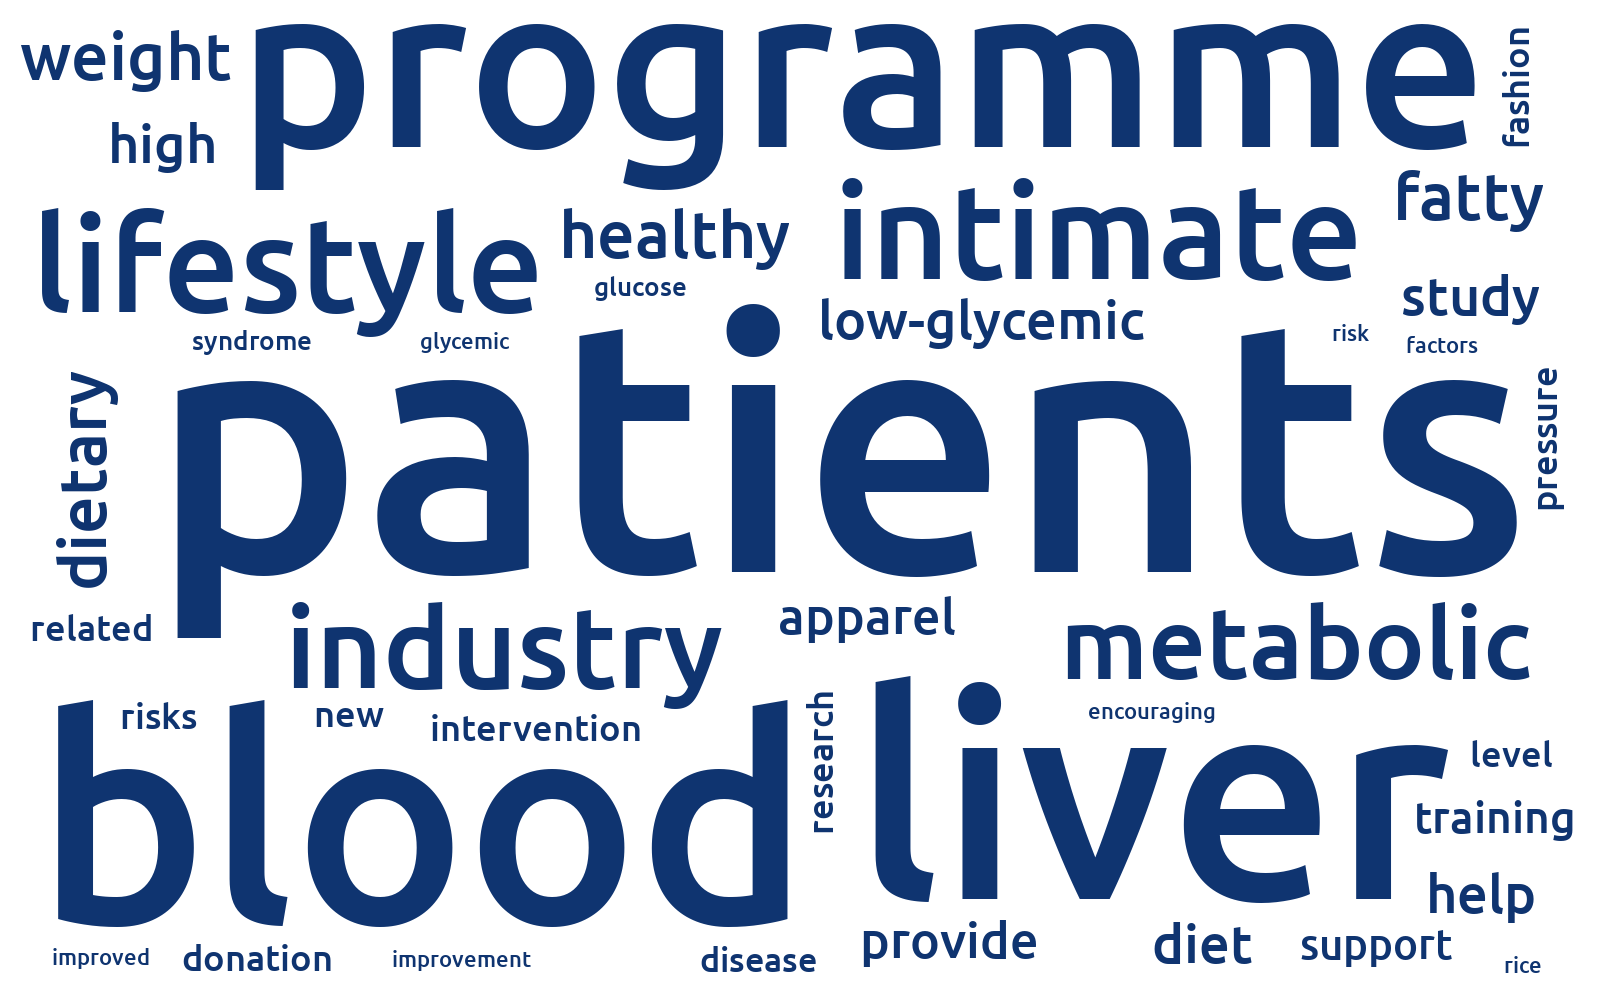 weight
programme
fashion
high
lifestyle
healthy
intimate
fatty
glucose
low-glycemic
study
syndrome
glycemic
risk
factors
dietary
patients
pressure
related
industry
apparel
metabolic
risks
new
intervention
research
encouraging
blood
liver
level
training
help
improved
donation
improvement
disease
provide
diet
support
rice